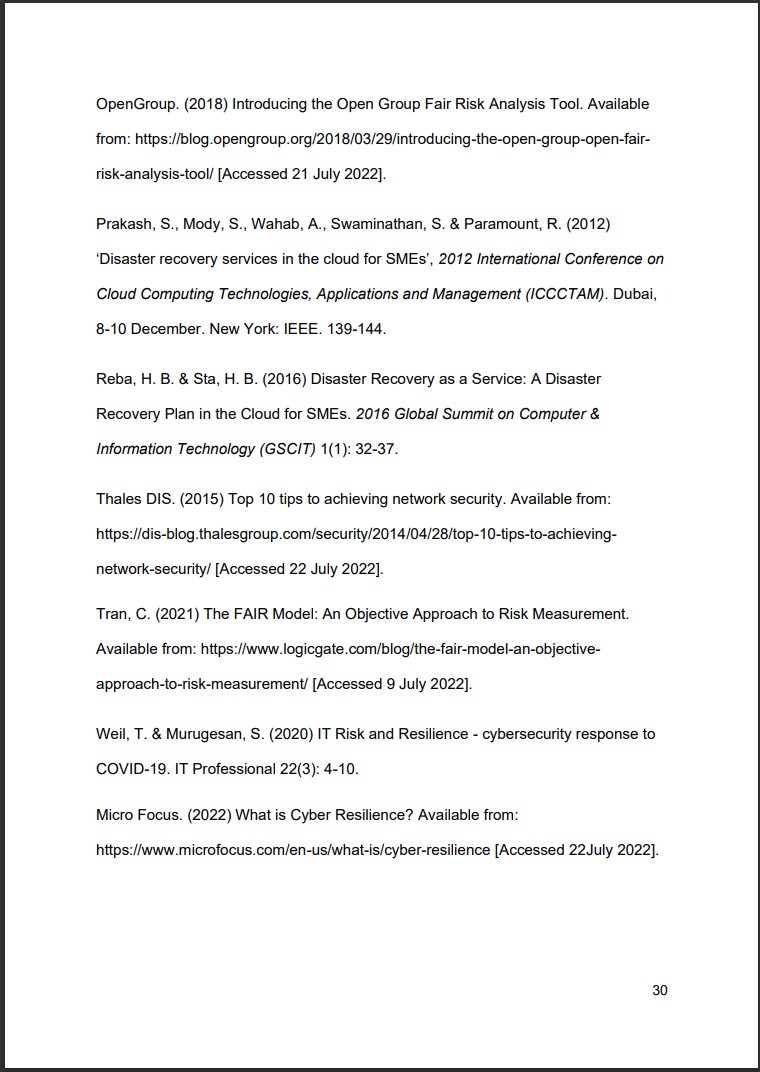 OpenGroup. (2018) Introducing the Open Group Fair Risk Analysis Tool. Available
from: https://blog.opengroup.org/2018/03/29/introducing-the-open-group-open-fair-
risk-analysis-tool/ [Accessed 21 July 2022].
Prakash, S., Mody, S., Wahab, A., Swaminathan, S. & Paramount, R. (2012)
‘Disaster recovery services in the cloud for SMEs’, 2012 International Conference on
Cloud Computing Technologies, Applications and Management (ICCCTAM). Dubai,
8-10 December. New York: IEEE. 139-144.
Reba, H. B. & Sta, H. B. (2016) Disaster Recovery as a Service: A Disaster
Recovery Plan in the Cloud for SMEs. 2016 Global Summit on Computer &
Information Technology (GSCIT) 1(1): 32-37.
Thales DIS. (2015) Top 10 tips to achieving network security. Available from:
https://dis-blog.thalesgroup.com/security/2014/04/28/top-10-tips-to-achieving-
network-security/ [Accessed 22 July 2022].
Tran, C. (2021) The FAIR Model: An Objective Approach to Risk Measurement.
Available from: https://www.logicgate.com/blog/the-fair-model-an-objective-
approach-to-risk-measurement/ [Accessed 9 July 2022].
Weil, T. & Murugesan, S. (2020) IT Risk and Resilience - cybersecurity response to
COVID-19. IT Professional 22(3): 4-10.
Micro Focus. (2022) What is Cyber Resilience? Available from:
https://www.microfocus.com/en-us/what-is/cyber-resilience [Accessed 22July 2022].
30